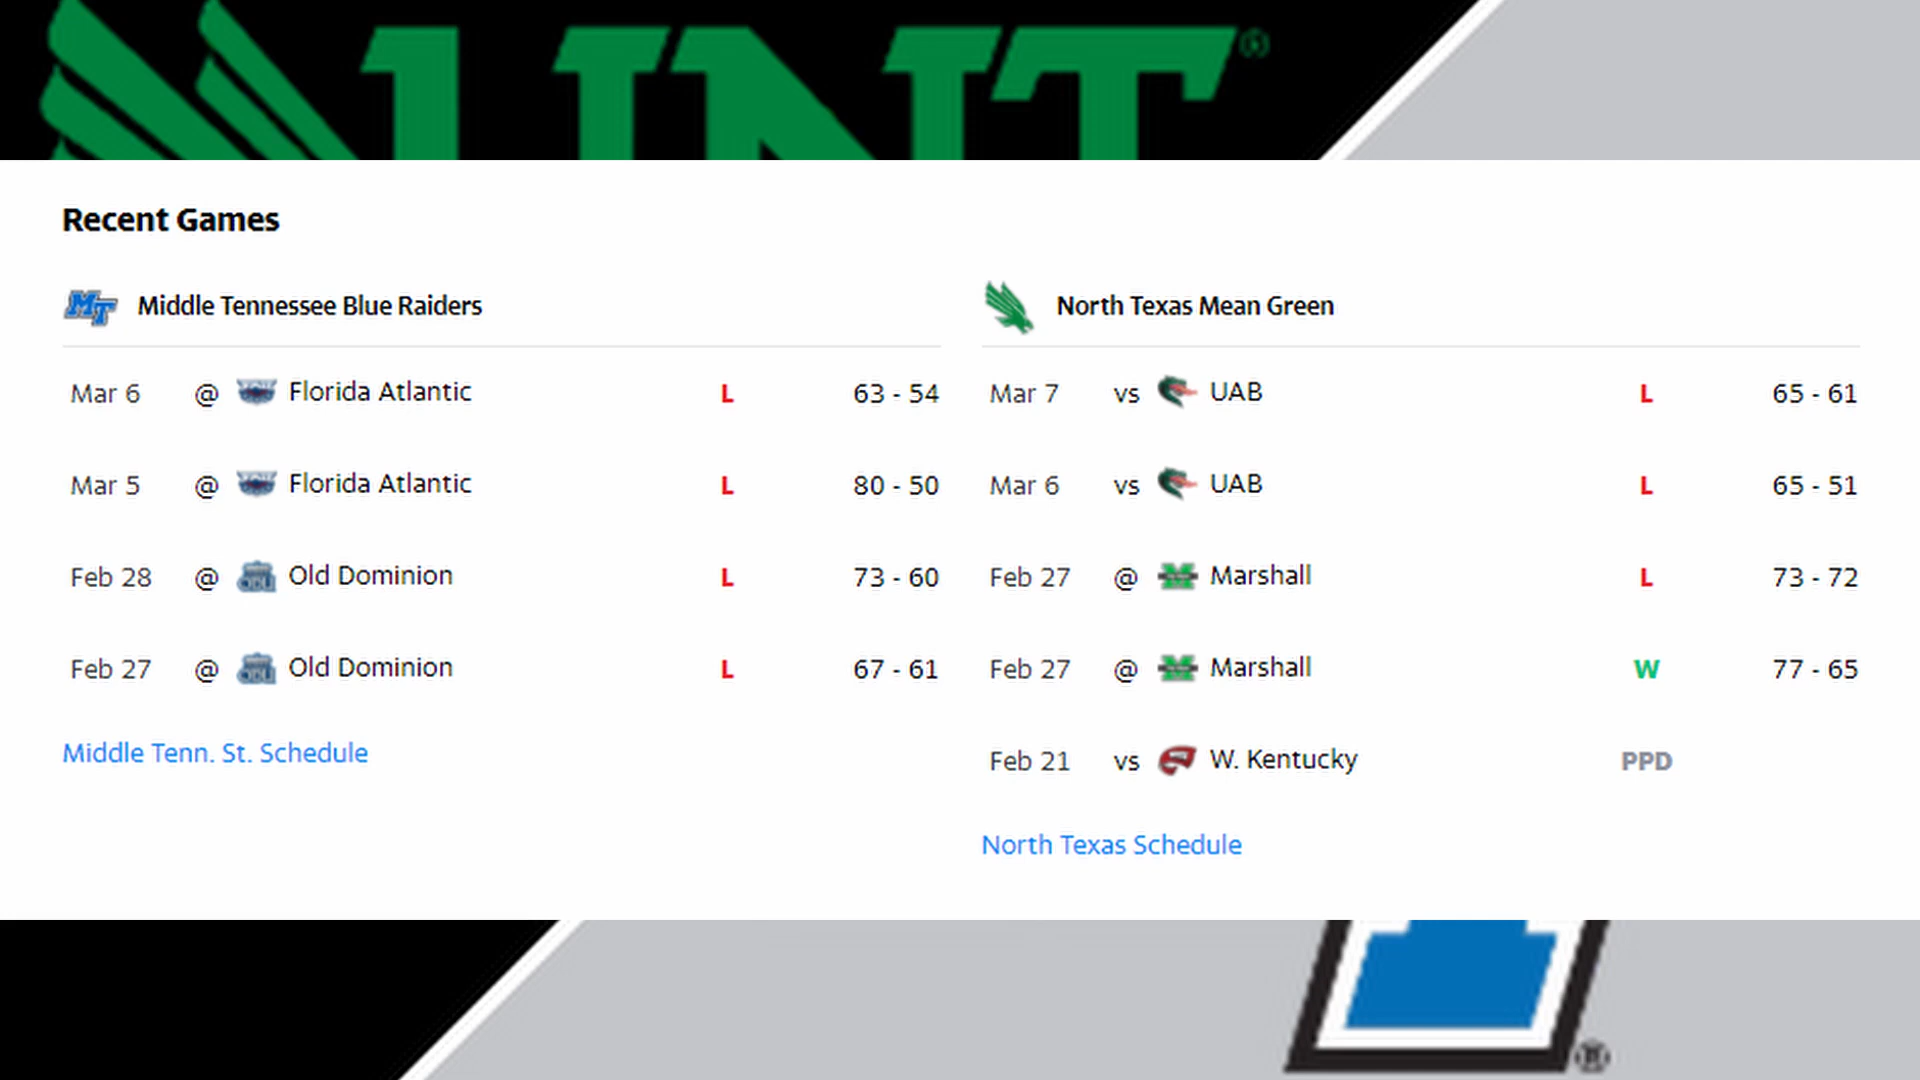 UNT®
Recent Games
MT Middle Tennessee Blue Raiders
Mar 6 @ Florida Atlantic L 63 - 54
Mar 5 @ Florida Atlantic L 80 - 50
Feb 28 @ Old Dominion L 73 - 60
Feb 27 @ Old Dominion L 67 - 61
Middle Tenn. St. Schedule
North Texas Mean Green
Mar 7 vs UAB L 65 - 61
Mar 6 vs UAB L 65 - 51
Feb 27 @ Marshall L 73 - 72
Feb 27 @ Marshall W 77 - 65
Feb 21 vs W. Kentucky PPD
North Texas Schedule
®